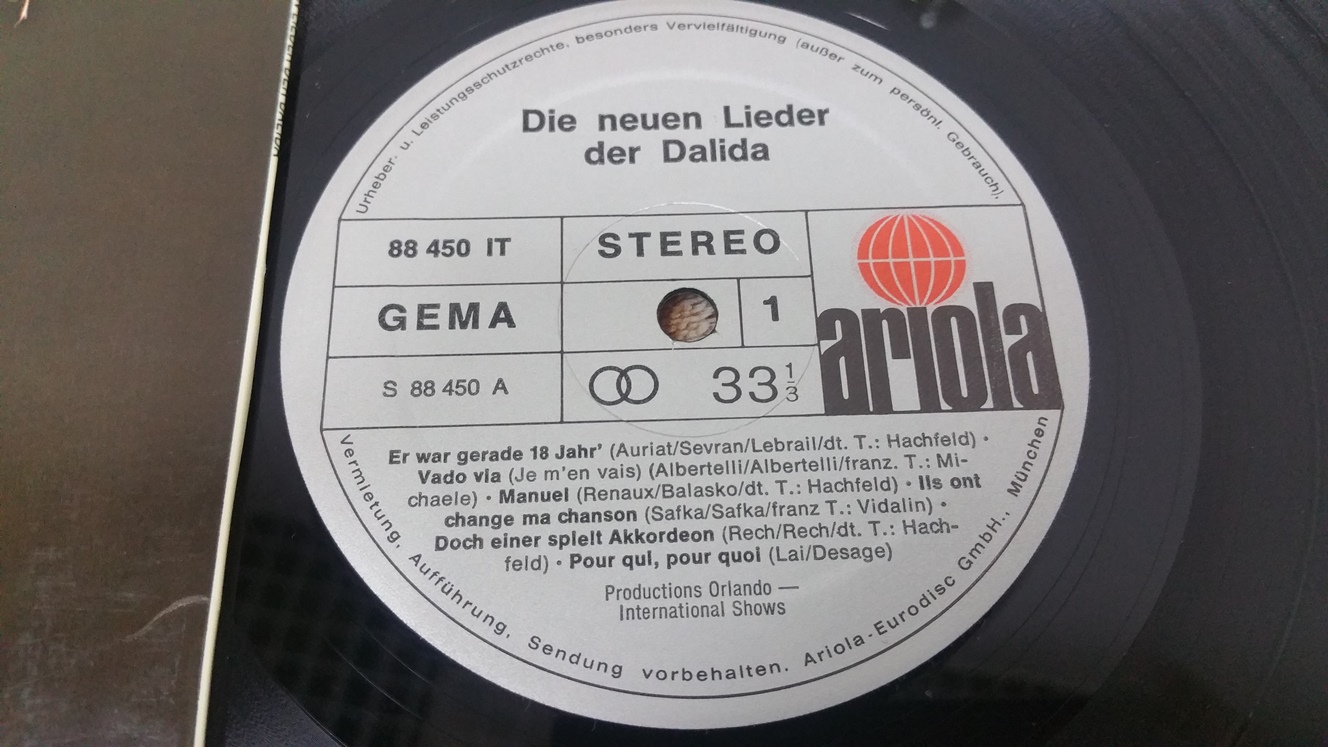 Urheber- u. Leistungsschutzrechte, besonders Vervielfältigung (außer zum persönl. Gebrauch),
Die neuen Lieder
der Dalida
88 450 IT
STEREO
GEMA
1
S 88 450 A
33 1/3
ariola
Er war gerade 18 Jahr' (Auriat/Sevran/Lebrail/dt. T.: Hachfeld) •
Vado via (Je m'en vais) (Albertelli/Albertelli/franz. T.: Mi-
chaele) • Manuel (Renaux/Balasko/dt. T.: Hachfeld) • Ils ont
change ma chanson (Safka/Safka/franz T.: Vidalin) •
Doch einer spielt Akkordeon (Rech/Rech/dt. T.: Hach-
feld) • Pour qui, pour quoi (Lai/Desage)
Productions Orlando —
International Shows
Vermietung, Aufführung, Sendung vorbehalten. Ariola-Eurodisc GmbH., München